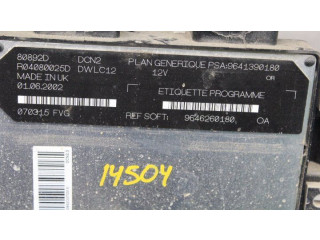 80892D DCN2 PLAN GENERIQUE PSA:9641390180
R04080025D DWLC12 12V OR
MADE IN UK
01.06.2002 ETIQUETTE PROGRAMME
070315 FVG REF SOFT: 9646260180, OA
14504